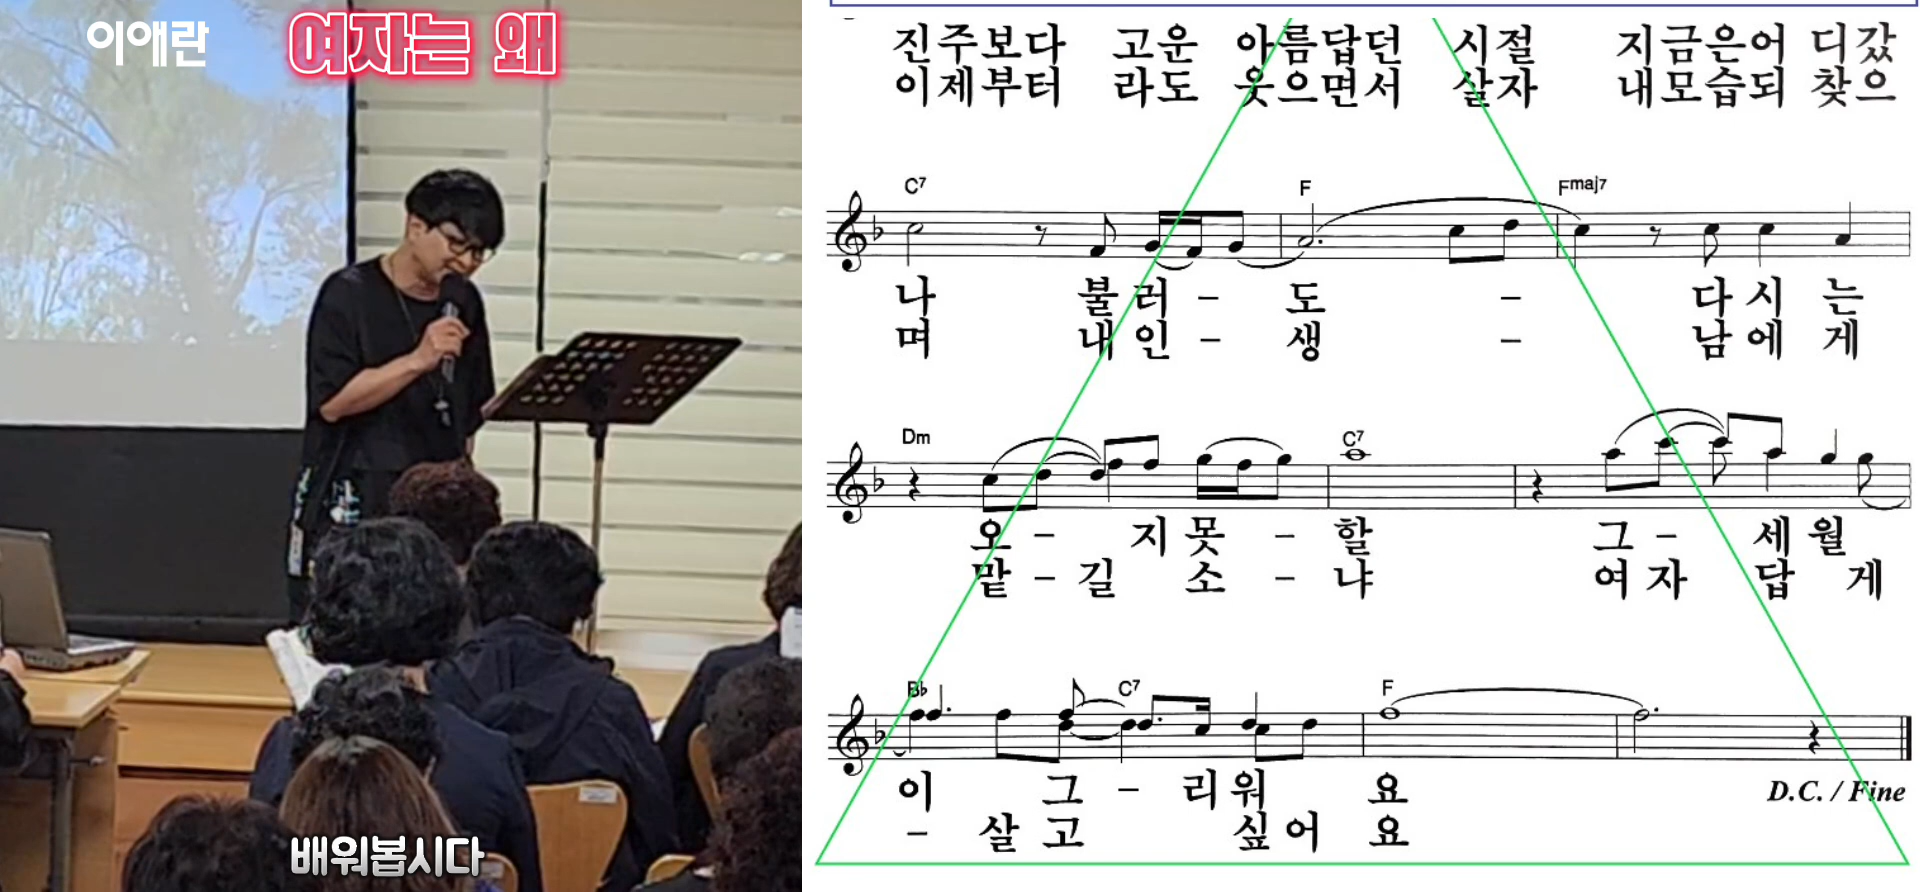 이애란 여자는 왜
배워봅시다
진주보다 고운 아름답던 시절 지금은어 디갔
이제부터 라도 웃으면서 살자 내모습되 찾으
C7 F Fmaj7
나 불러 - 도 - 다시 는
며 내인 - 생 - 남에 게
Dm C7
오 - 지못 - 할 그 - 세월
맡 - 길 소 - 냐 여자 답 게
Bb C7 F
이 그 - 리워 요
D.C. / Fine
- 살고 싶어 요